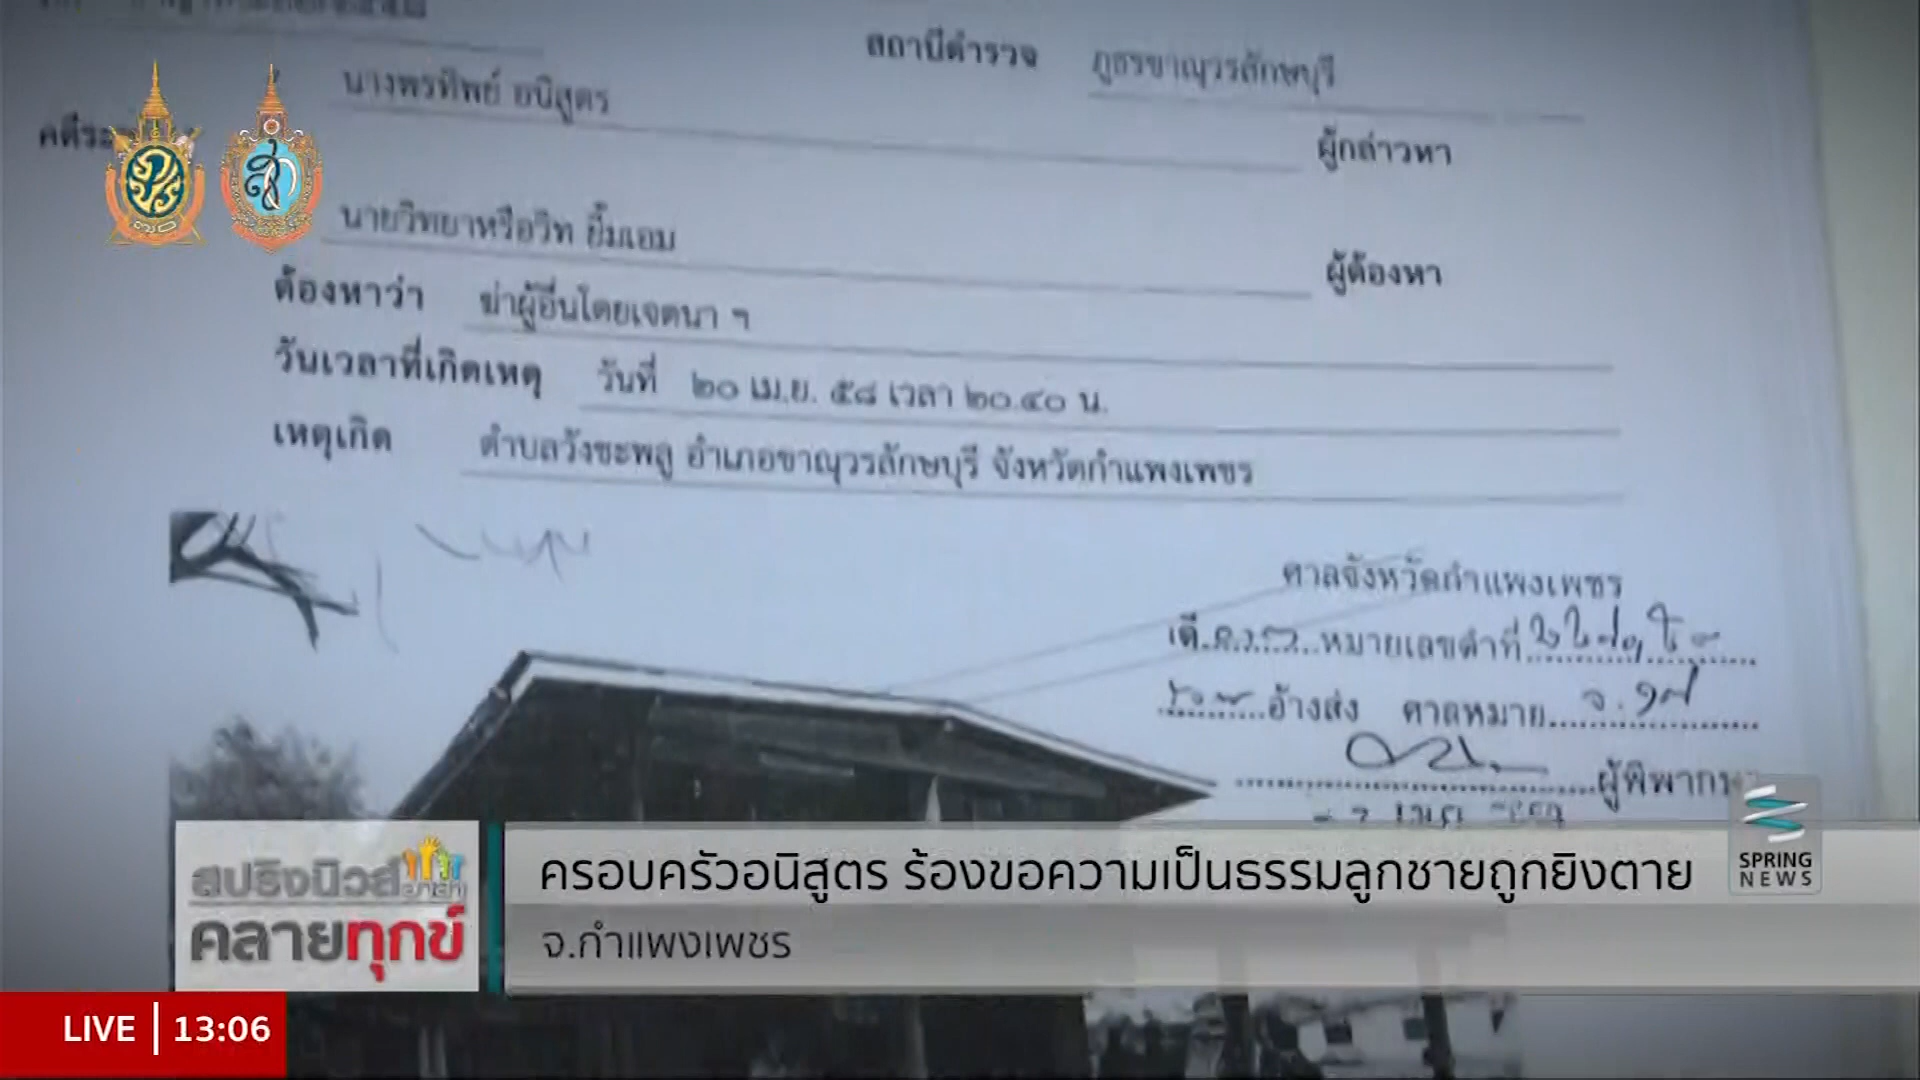 สถานีตำรวจ ภูธรขาณุวรลักษบุรี
นางพรทิพย์ อนิสูตร ผู้กล่าวหา
นายวิทยาหรือวิท ยิ้มเอม ผู้ต้องหา
ต้องหาว่า ฆ่าผู้อื่นโดยเจตนา ฯ
วันเวลาที่เกิดเหตุ วันที่ ๒๐ เม.ย. ๕๘ เวลา ๒๐.๔๐ น.
เหตุเกิด ตำบลวังชะพลู อำเภอขาณุวรลักษบุรี จังหวัดกำแพงเพชร
ศาลจังหวัดกำแพงเพชร
หมายเลขดำที่
อ้างส่ง ศาลหมาย จ.๑๗
ผู้พิพากษา
สปริงนิวส์อาสา
คลายทุกข์
ครอบครัวอนิสูตร ร้องขอความเป็นธรรมลูกชายถูกยิงตาย
จ.กำแพงเพชร
SPRING
NEWS
LIVE 13:06